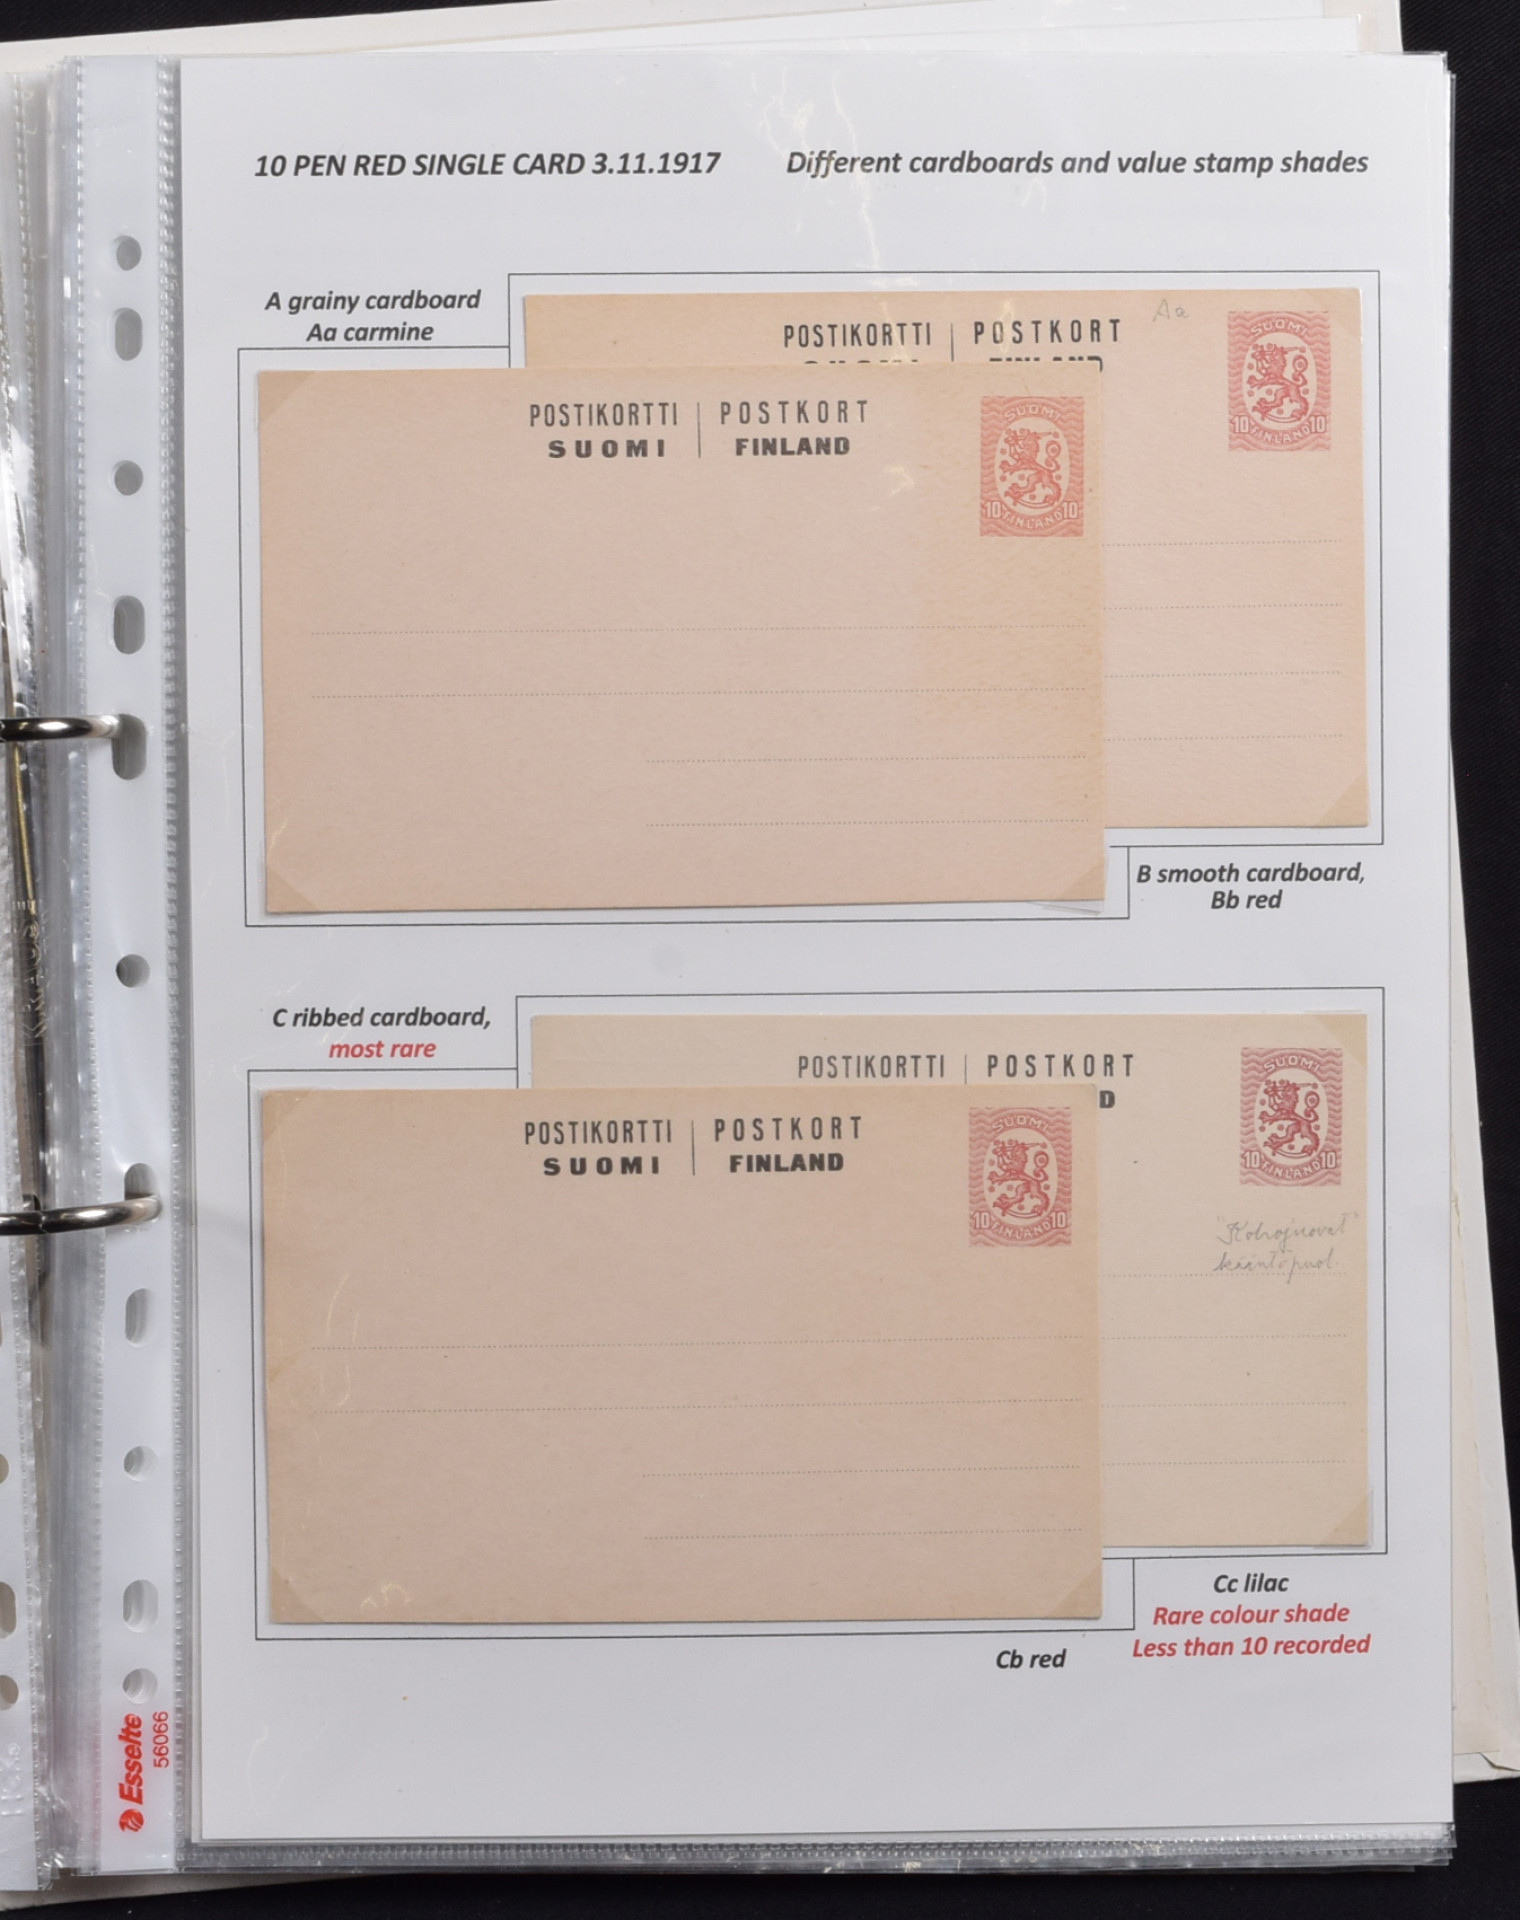 10 PEN RED SINGLE CARD 3.11.1917 Different cardboards and value stamp shades
A grainy cardboard
Aa carmine
POSTIKORTTI | POSTKORT
Aa
SUOMI
10 FINLAND 10
POSTIKORTTI | POSTKORT
SUOMI | FINLAND
SUOMI
10 FINLAND 10
B smooth cardboard,
Bb red
C ribbed cardboard,
most rare
POSTIKORTTI | POSTKORT
D
SUOMI
10 FINLAND 10
kääntöpuol.
POSTIKORTTI | POSTKORT
SUOMI | FINLAND
SUOMI
10 FINLAND 10
Cc lilac
Rare colour shade
Less than 10 recorded
Cb red
Esselte
56066